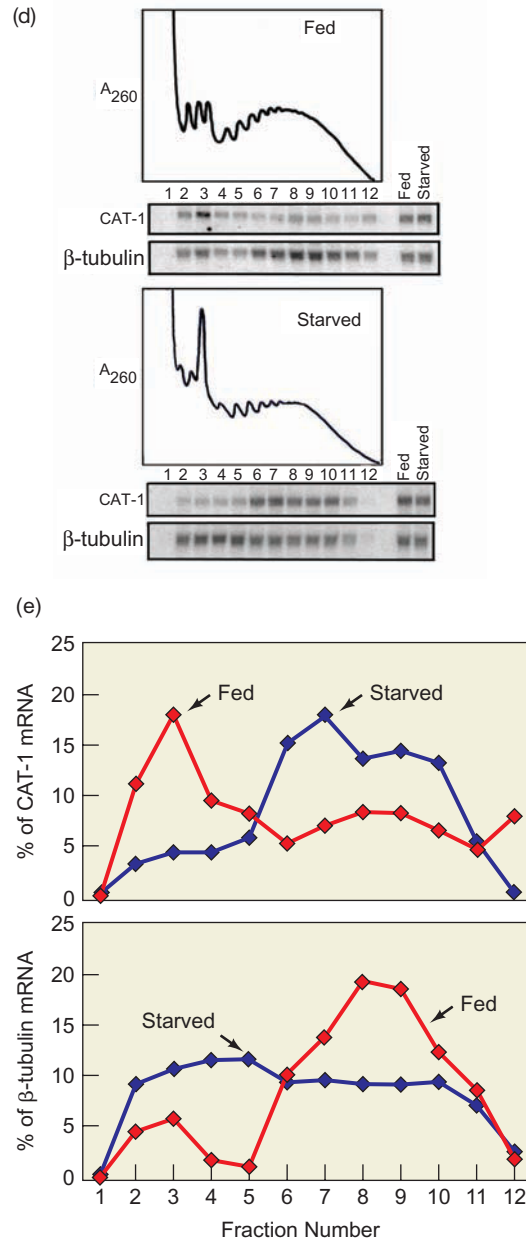 (d)
Fed
A260
1 2 3 4 5 6 7 8 9 10 11 12 Fed Starved
CAT-1
β-tubulin
Starved
A260
1 2 3 4 5 6 7 8 9 10 11 12 Fed Starved
CAT-1
β-tubulin
(e)
25
20
15
10
5
0
% of CAT-1 mRNA
Fed
Starved
25
20
15
10
5
0
% of β-tubulin mRNA
Starved
Fed
1 2 3 4 5 6 7 8 9 10 11 12
Fraction Number